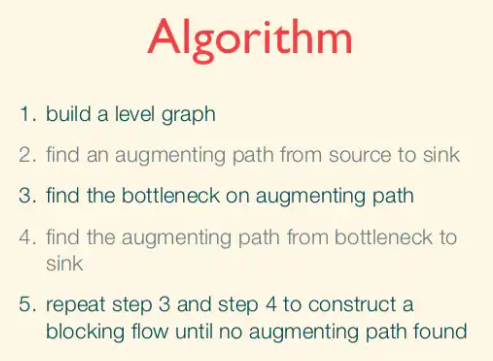 Algorithm
1. build a level graph
2. find an augmenting path from source to sink
3. find the bottleneck on augmenting path
4. find the augmenting path from bottleneck to
sink
5. repeat step 3 and step 4 to construct a
blocking flow until no augmenting path found